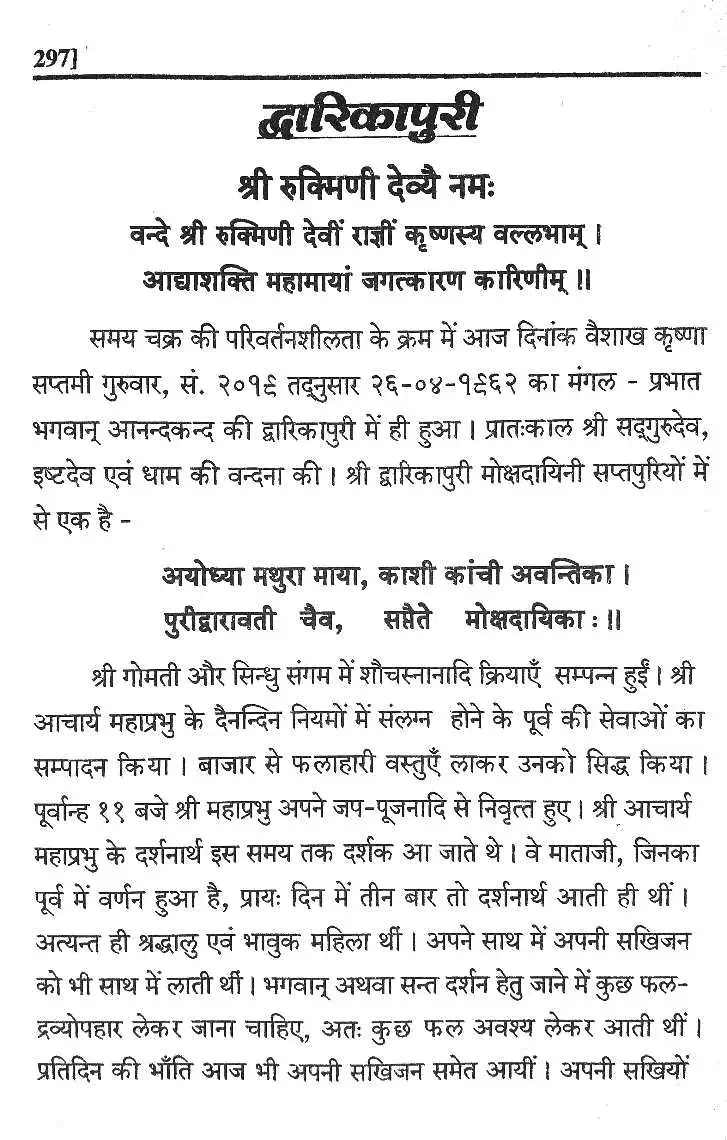 297]
द्वारिकापुरी
श्री रुक्मिणी देव्यै नमः
वन्दे श्री रुक्मिणी देवीं राज्ञीं कृष्णस्य वल्लभाम् ।
आद्याशक्ति महामायां जगत्कारण कारिणीम् ॥
समय चक्र की परिवर्तनशीलता के क्रम में आज दिनांक वैशाख कृष्णा
सप्तमी गुरुवार, सं. २०१९ तद्नुसार २६-०४-१९६२ का मंगल - प्रभात
भगवान् आनन्दकन्द की द्वारिकापुरी में ही हुआ । प्रातःकाल श्री सद्गुरुदेव,
इष्टदेव एवं धाम की वन्दना की । श्री द्वारिकापुरी मोक्षदायिनी सप्तपुरियों में
से एक है -
अयोध्या मथुरा माया, काशी कांची अवन्तिका ।
पुरीद्वारावती चैव, सप्तैते मोक्षदायिकाः ॥
श्री गोमती और सिन्धु संगम में शौचस्नानादि क्रियाएँ सम्पन्न हुईं । श्री
आचार्य महाप्रभु के दैनन्दिन नियमों में संलग्न होने के पूर्व की सेवाओं का
सम्पादन किया । बाजार से फलाहारी वस्तुएँ लाकर उनको सिद्ध किया ।
पूर्वान्ह ११ बजे श्री महाप्रभु अपने जप-पूजनादि से निवृत्त हुए । श्री आचार्य
महाप्रभु के दर्शनार्थ इस समय तक दर्शक आ जाते थे । वे माताजी, जिनका
पूर्व में वर्णन हुआ है, प्रायः दिन में तीन बार तो दर्शनार्थ आती ही थीं ।
अत्यन्त ही श्रद्धालु एवं भावुक महिला थीं । अपने साथ में अपनी सखिजन
को भी साथ में लाती थीं । भगवान् अथवा सन्त दर्शन हेतु जाने में कुछ फल-
द्रव्योपहार लेकर जाना चाहिए, अतः कुछ फल अवश्य लेकर आती थीं ।
प्रतिदिन की भाँति आज भी अपनी सखिजन समेत आयीं । अपनी सखियों